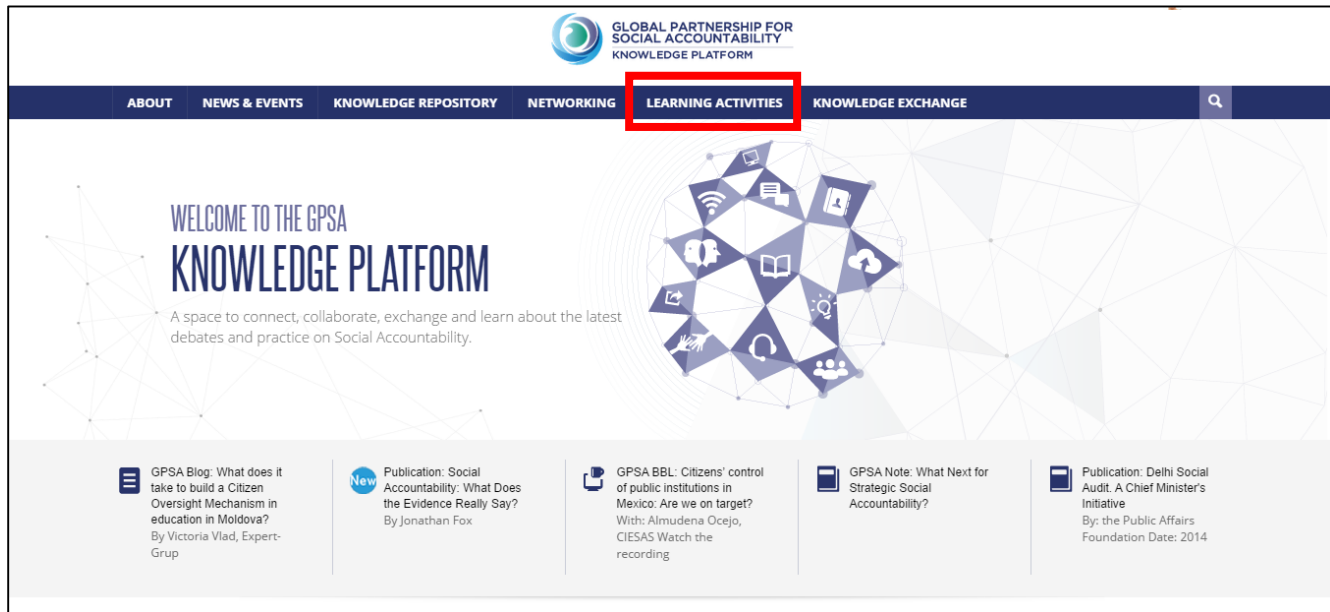 GLOBAL PARTNERSHIP FOR
SOCIAL ACCOUNTABILITY
KNOWLEDGE PLATFORM
ABOUT NEWS & EVENTS KNOWLEDGE REPOSITORY NETWORKING LEARNING ACTIVITIES KNOWLEDGE EXCHANGE
WELCOME TO THE GPSA
KNOWLEDGE PLATFORM
A space to connect, collaborate, exchange and learn about the latest
debates and practice on Social Accountability.
GPSA Blog: What does it
take to build a Citizen
Oversight Mechanism in
education in Moldova?
By Victoria Vlad, Expert-
Grup
New
Publication: Social
Accountability: What Does
the Evidence Really Say?
By Jonathan Fox
GPSA BBL: Citizens' control
of public institutions in
Mexico: Are we on target?
With: Almudena Ocejo,
CIESAS Watch the
recording
GPSA Note: What Next for
Strategic Social
Accountability?
Publication: Delhi Social
Audit. A Chief Minister's
Initiative
By: the Public Affairs
Foundation Date: 2014